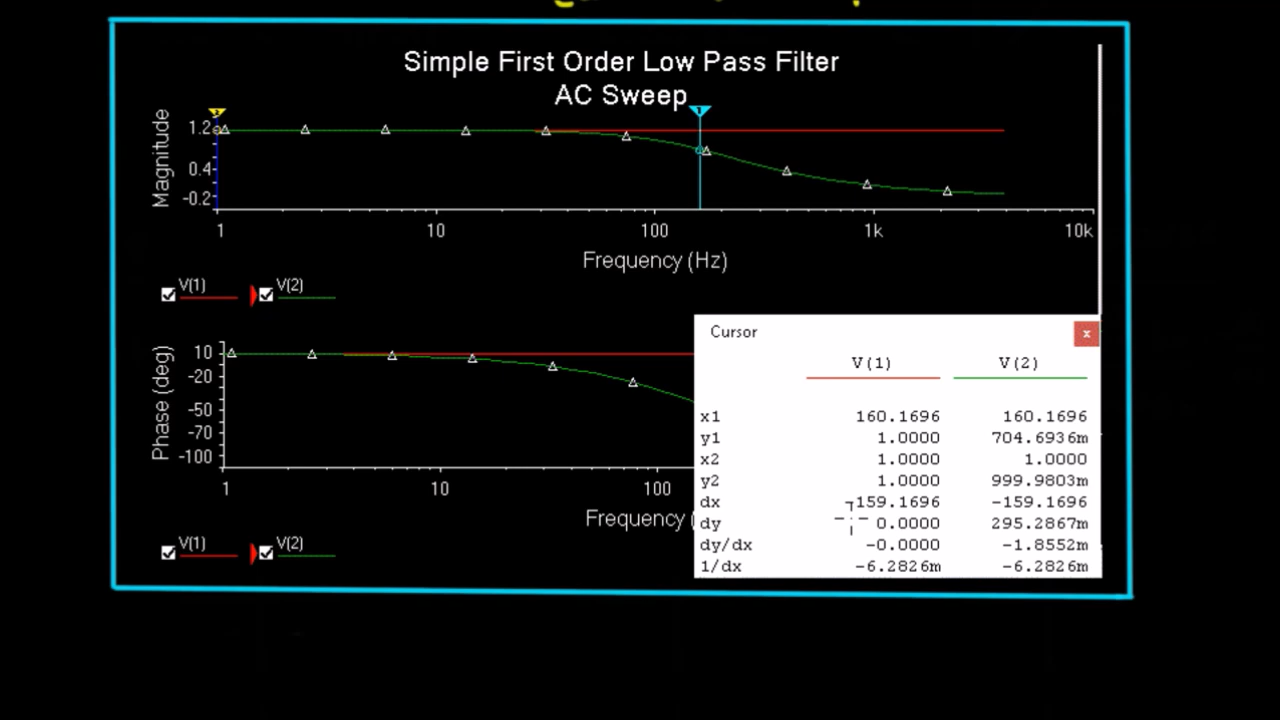 Simple First Order Low Pass Filter
AC Sweep
Magnitude
1.2
0.4
-0.2
1 10 100 1k 10k
Frequency (Hz)
V(1) V(2)
Phase (deg)
10
-20
-50
-70
-100
1 10 100
Frequency (
V(1) V(2)
Cursor x
V(1) V(2)
x1 160.1696 160.1696
y1 1.0000 704.6936m
x2 1.0000 1.0000
y2 1.0000 999.9803m
dx -159.1696 -159.1696
dy 0.0000 295.2867m
dy/dx -0.0000 -1.8552m
1/dx -6.2826m -6.2826m